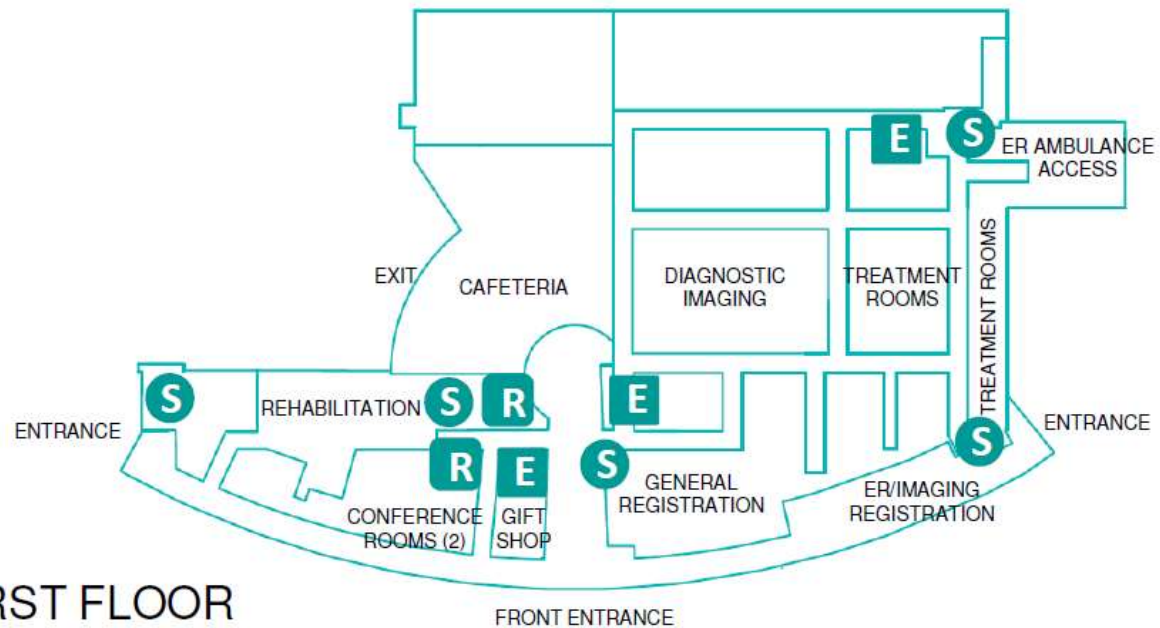 E
S
ER AMBULANCE
ACCESS
EXIT
CAFETERIA
DIAGNOSTIC
IMAGING
TREATMENT
ROOMS
TREATMENT ROOMS
S
REHABILITATION
S
R
E
ENTRANCE
ENTRANCE
R
E
S
S
GENERAL
REGISTRATION
ER/IMAGING
REGISTRATION
CONFERENCE
ROOMS (2)
GIFT
SHOP
RST FLOOR
FRONT ENTRANCE